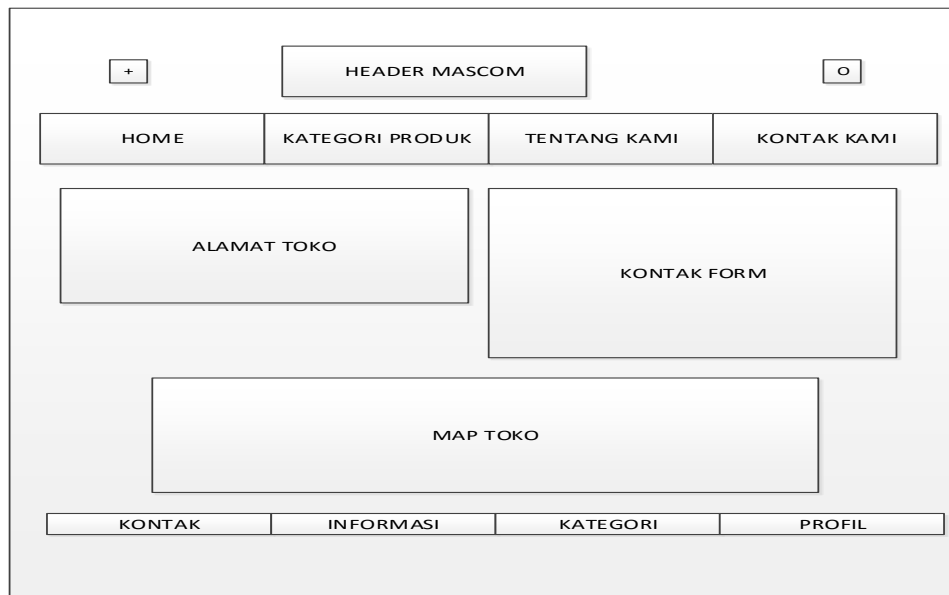 +
HEADER MASCOM
O
HOME KATEGORI PRODUK TENTANG KAMI KONTAK KAMI
ALAMAT TOKO
KONTAK FORM
MAP TOKO
KONTAK INFORMASI KATEGORI PROFIL